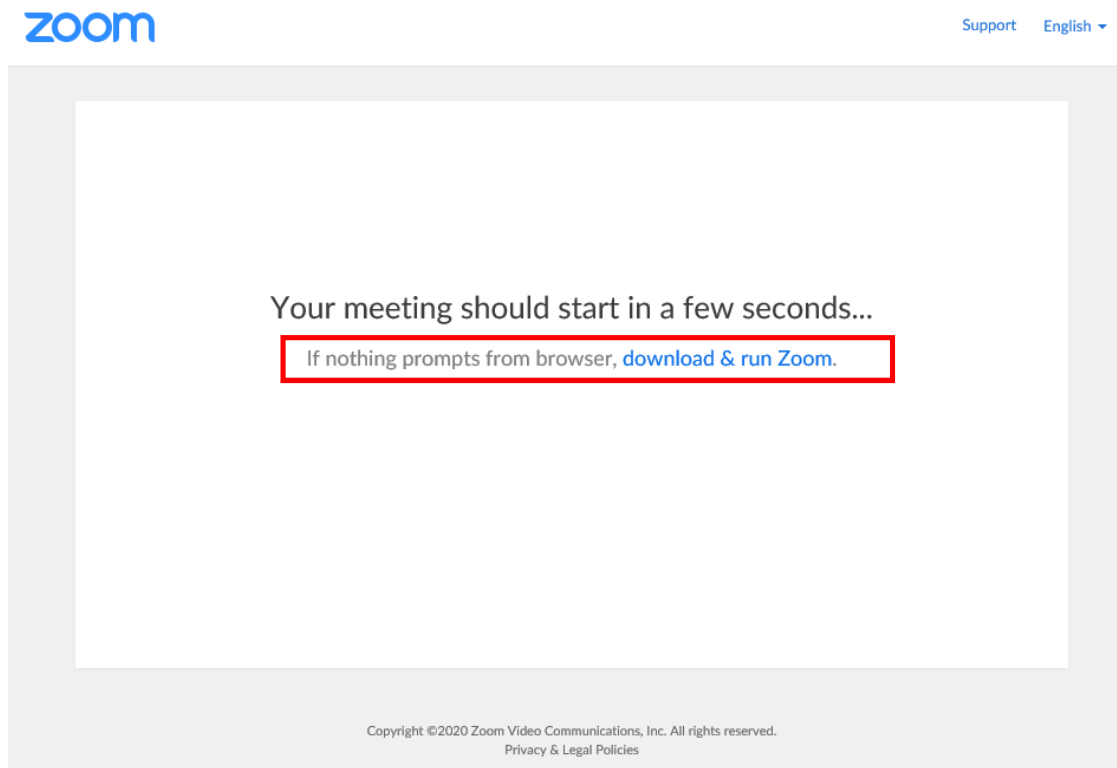 zoom
Support English
Your meeting should start in a few seconds...
If nothing prompts from browser, download & run Zoom.
Copyright ©2020 Zoom Video Communications, Inc. All rights reserved.
Privacy & Legal Policies